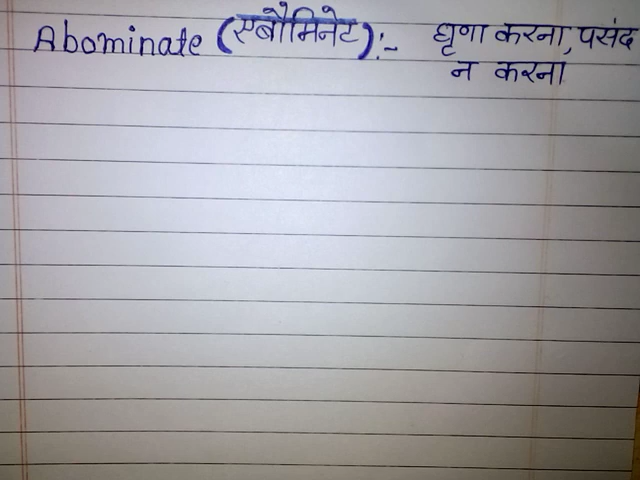 Abominate (एबौमिनेट):- घृणा करना, पसंद
न करना